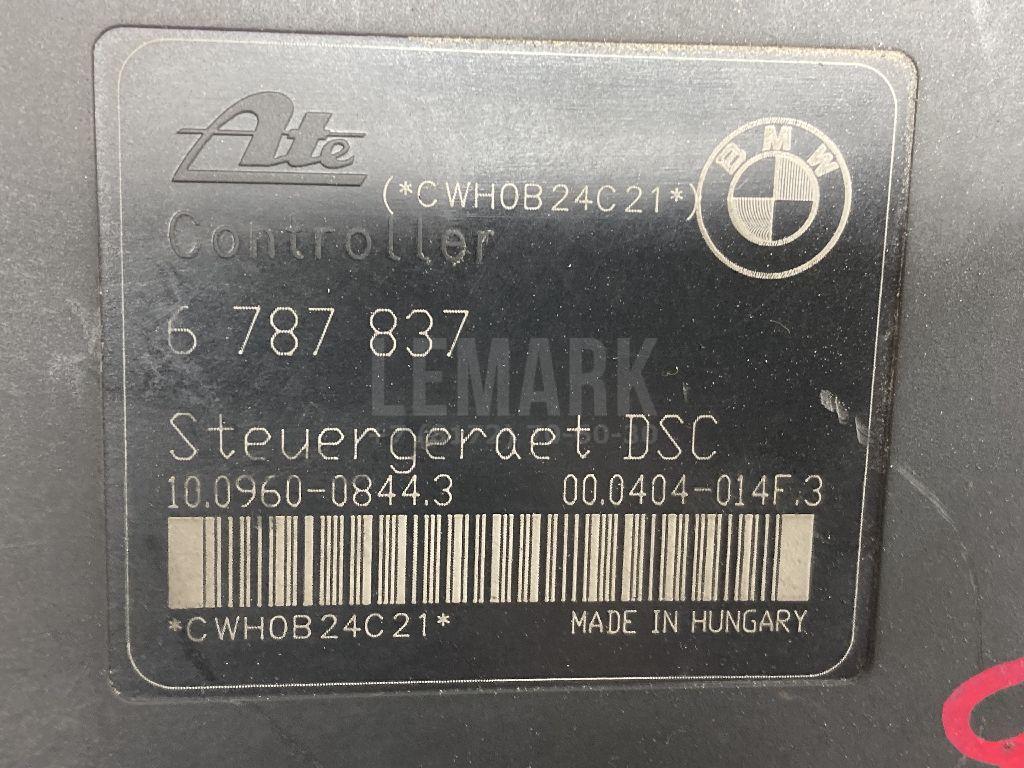 Ate
(*CWH0B24C21*)
BMW
Controller
6 787 837
LEMARK
Steuergeraet DSC
10.0960-0844.3 00.0404-014F.3
*CWH0B24C21* MADE IN HUNGARY